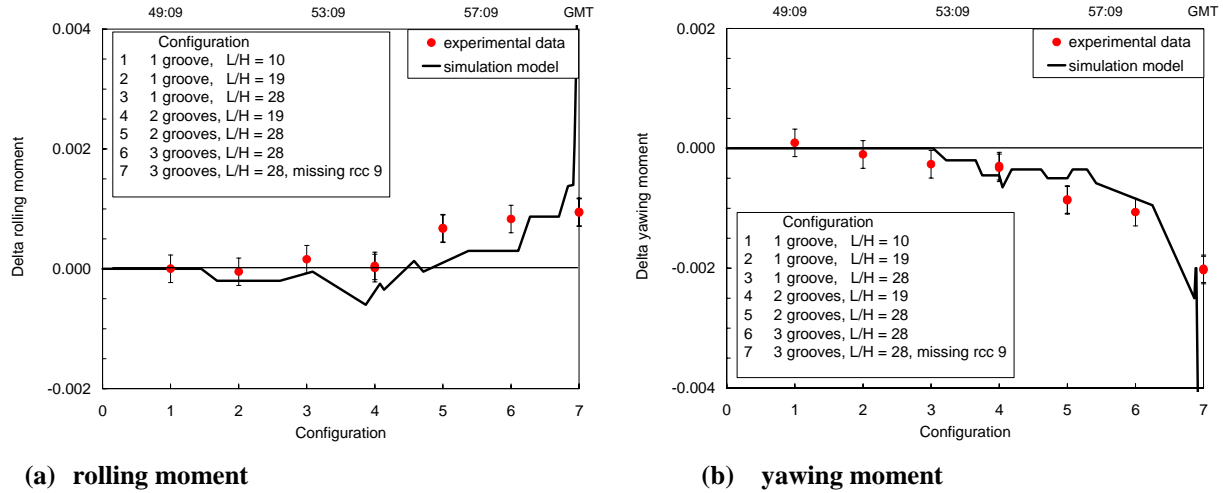 49:09 53:09 57:09 GMT
0.004
Configuration
1 1 groove, L/H = 10
2 1 groove, L/H = 19
3 1 groove, L/H = 28
4 2 grooves, L/H = 19
5 2 grooves, L/H = 28
6 3 grooves, L/H = 28
7 3 grooves, L/H = 28, missing rcc 9
experimental data
simulation model
0.002
0.000
-0.002
Delta rolling moment
0 1 2 3 4 5 6 7
Configuration
(a) rolling moment
49:09 53:09 57:09 GMT
0.002
experimental data
simulation model
0.000
-0.002
-0.004
Delta yawing moment
Configuration
1 1 groove, L/H = 10
2 1 groove, L/H = 19
3 1 groove, L/H = 28
4 2 grooves, L/H = 19
5 2 grooves, L/H = 28
6 3 grooves, L/H = 28
7 3 grooves, L/H = 28, missing rcc 9
0 1 2 3 4 5 6 7
Configuration
(b) yawing moment